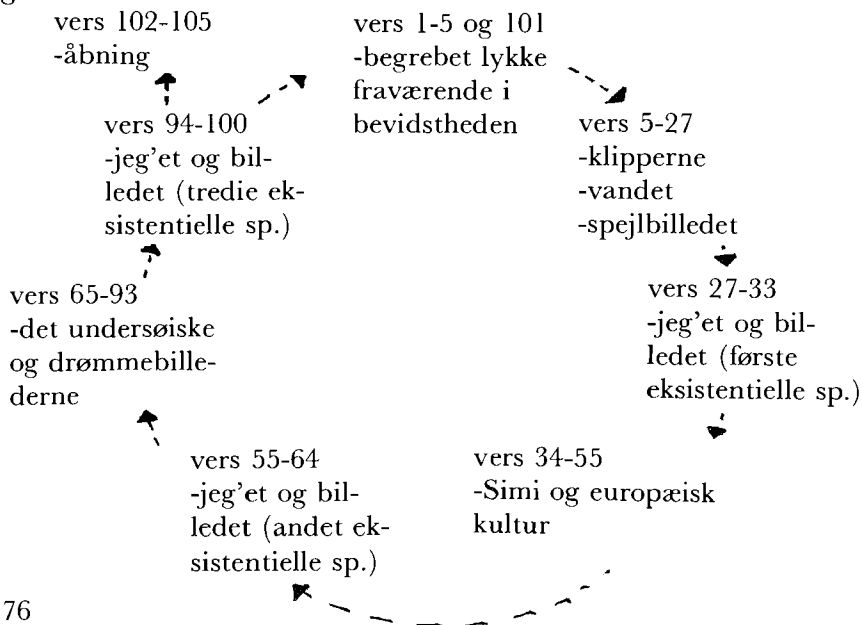 vers 102-105
-åbning
vers 1-5 og 101
-begrebet lykke
fraværende i
bevidstheden
vers 5-27
-klipperne
-vandet
-spejlbilledet
vers 27-33
-jeg'et og bil-
ledet (første
eksistentielle sp.)
vers 34-55
-Simi og europæisk
kultur
vers 55-64
-jeg'et og bil-
ledet (andet ek-
sistentielle sp.)
vers 65-93
-det undersøiske
og drømmebille-
derne
vers 94-100
-jeg'et og bil-
ledet (tredie ek-
sistentielle sp.)
76